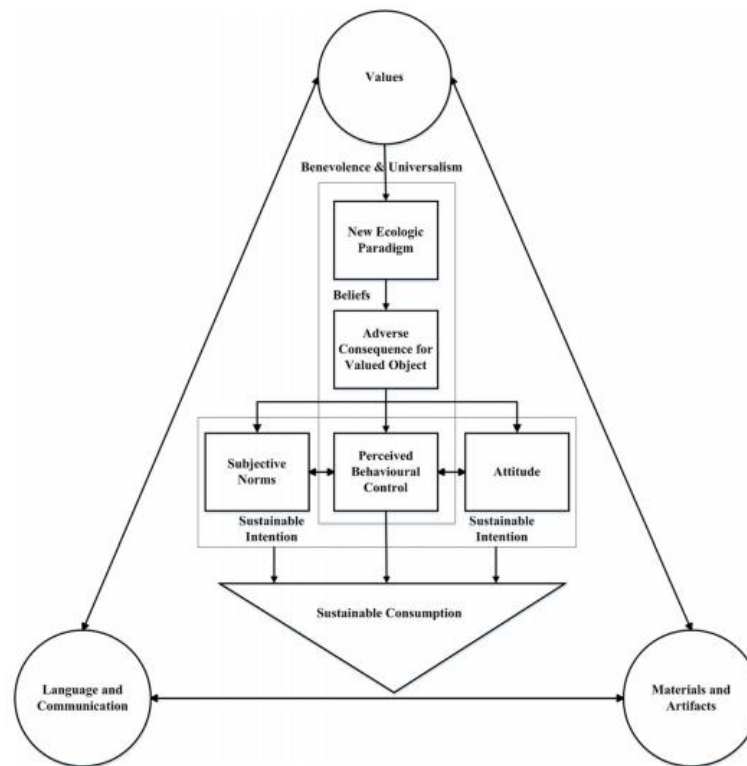 Values
Benevolence & Universalism
New Ecologic
Paradigm
Beliefs
Adverse
Consequence for
Valued Object
Subjective
Norms
Perceived
Behavioural
Control
Attitude
Sustainable
Intention
Sustainable
Intention
Sustainable Consumption
Language and
Communication
Materials and
Artifacts